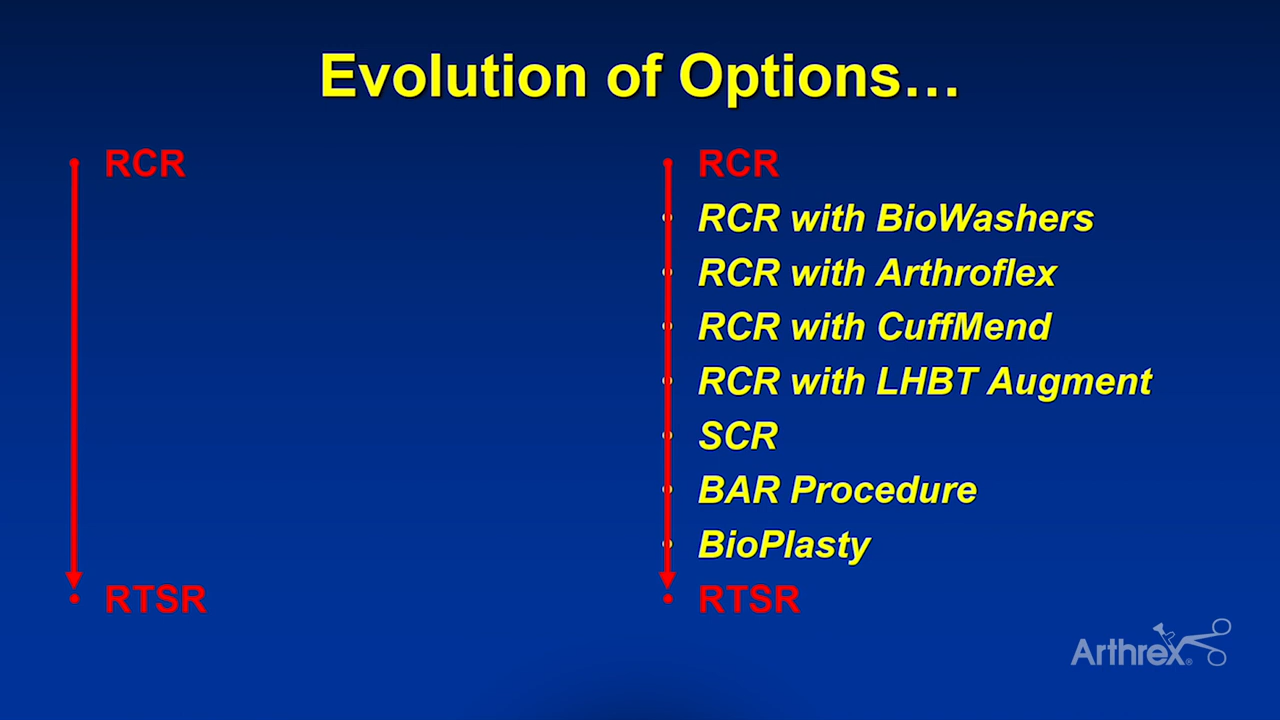 Evolution of Options…
RCR
RTSR
RCR
RCR with BioWashers
RCR with Arthroflex
RCR with CuffMend
RCR with LHBT Augment
SCR
BAR Procedure
BioPlasty
RTSR
Arthrex®